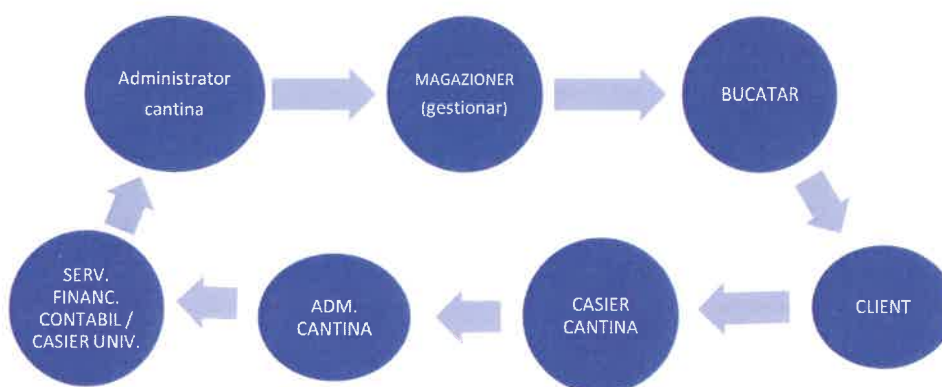 Administrator
cantina
MAGAZIONER
(gestionar)
BUCATAR
CLIENT
CASIER
CANTINA
ADM.
CANTINA
SERV.
FINANC.
CONTABIL /
CASIER UNIV.